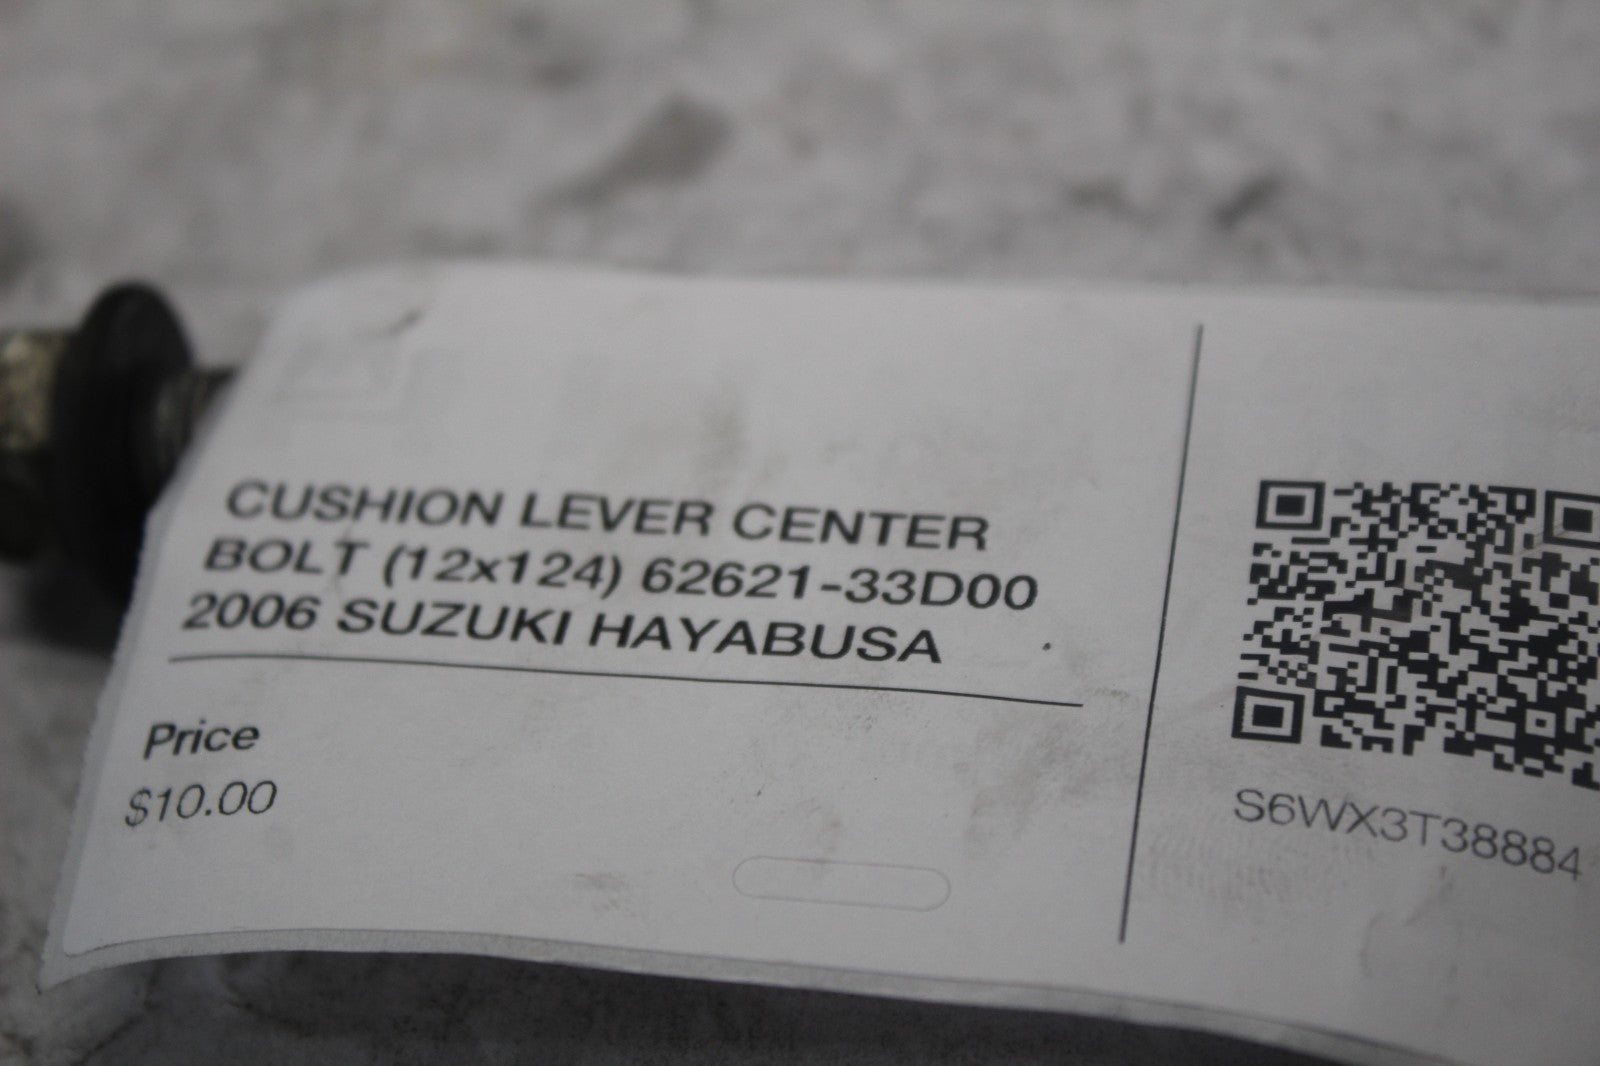 CUSHION LEVER CENTER
BOLT (12x124) 62621-33D00
2006 SUZUKI HAYABUSA
Price
$10.00
S6WX3T38884